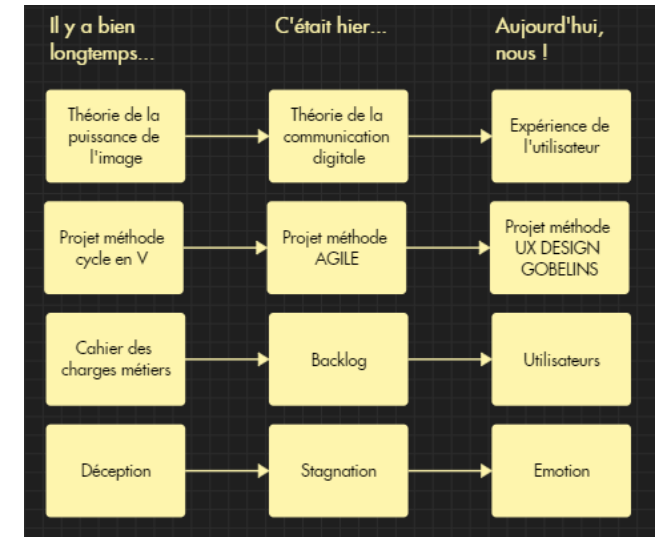 Il y a bien
longtemps...
C'était hier...
Aujourd'hui,
nous !
Théorie de la
puissance de
l'image
Théorie de la
communication
digitale
Expérience de
l'utilisateur
Projet méthode
cycle en V
Projet méthode
AGILE
Projet méthode
UX DESIGN
GOBELINS
Cahier des
charges métiers
Backlog
Utilisateurs
Déception
Stagnation
Emotion